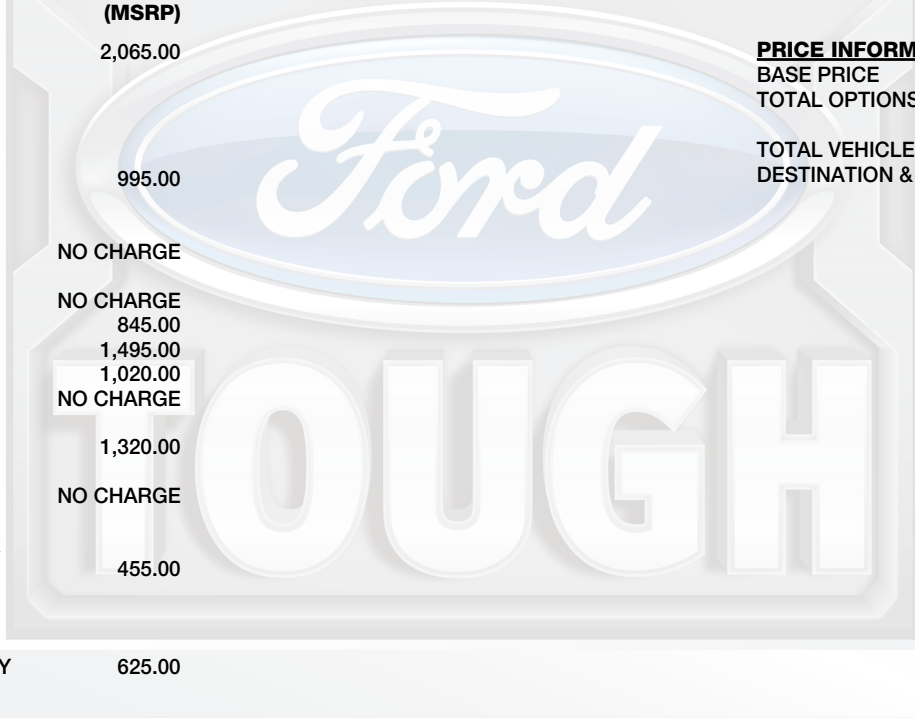 (MSRP)
2,065.00
995.00
NO CHARGE
NO CHARGE
845.00
1,495.00
1,020.00
NO CHARGE
1,320.00
NO CHARGE
455.00
Y 625.00
PRICE INFORM
BASE PRICE
TOTAL OPTIONS
TOTAL VEHICLE
DESTINATION &
Ford
TOUGH